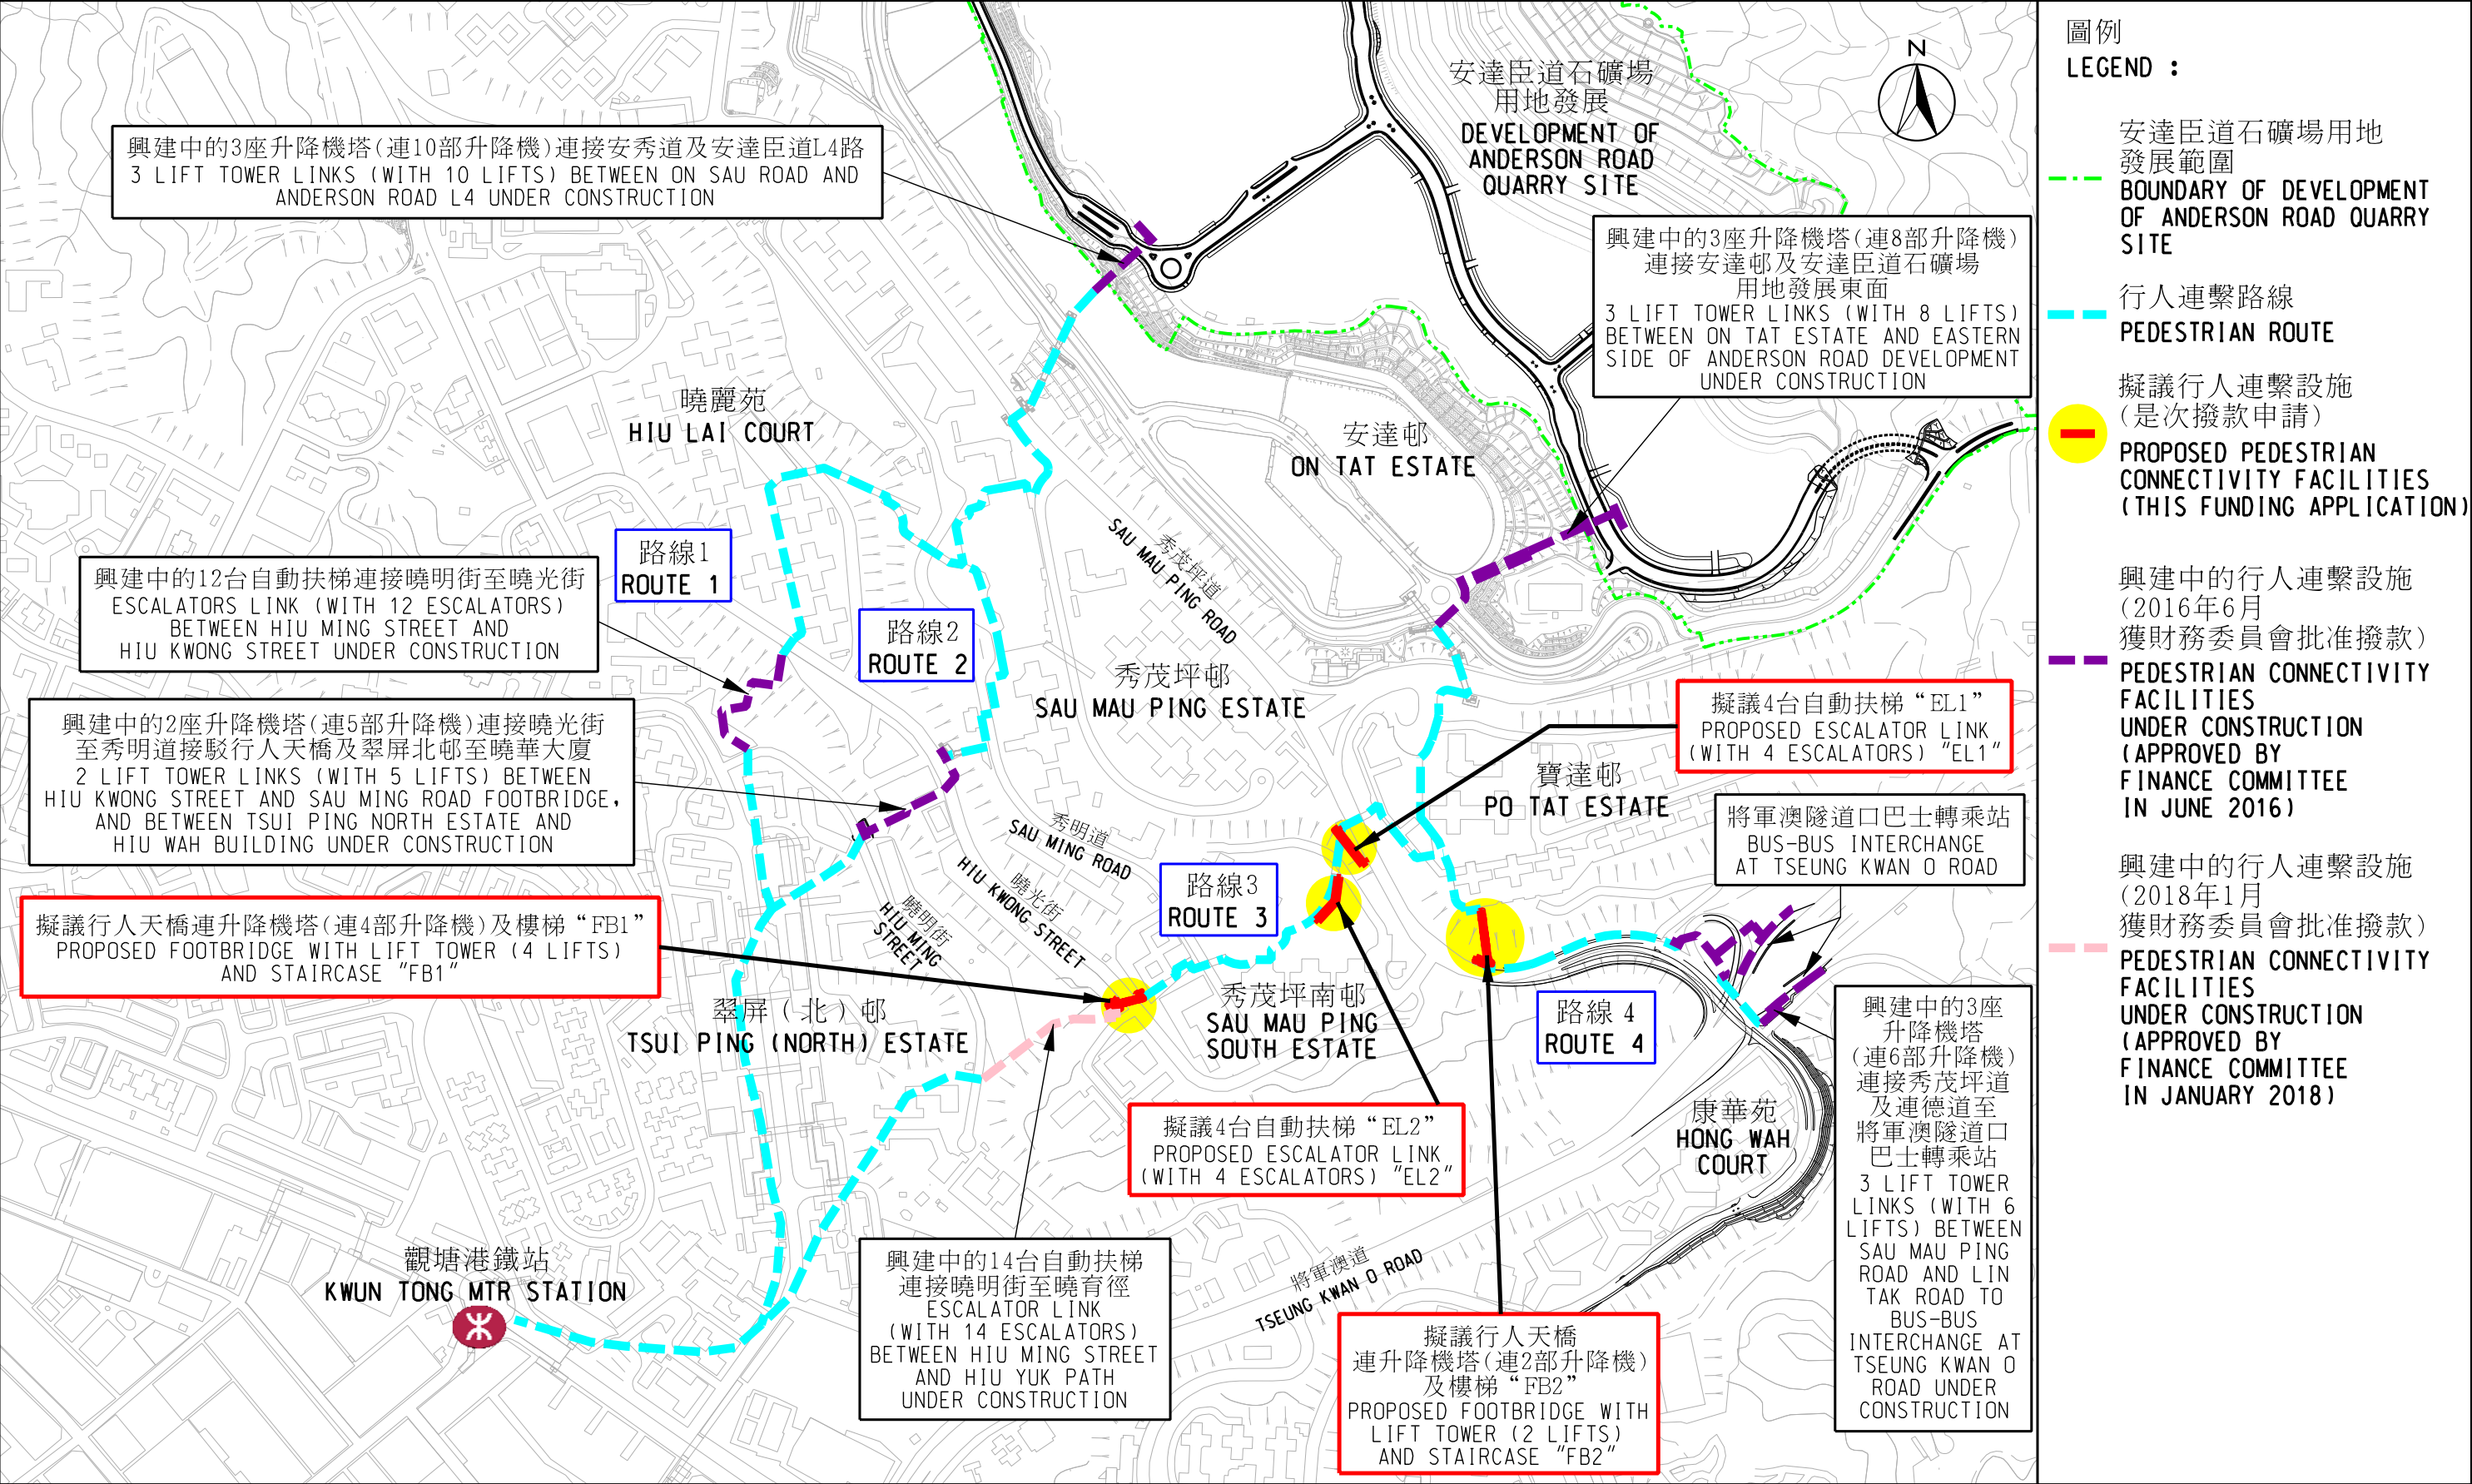 圖例
LEGEND :
安達臣道石礦場用地
發展範圍
BOUNDARY OF DEVELOPMENT
OF ANDERSON ROAD QUARRY
SITE
行人連繫路線
PEDESTRIAN ROUTE
擬議行人連繫設施
(是次撥款申請)
PROPOSED PEDESTRIAN
CONNECTIVITY FACILITIES
(THIS FUNDING APPLICATION)
興建中的行人連繫設施
(2016年6月
獲財務委員會批准撥款)
PEDESTRIAN CONNECTIVITY
FACILITIES
UNDER CONSTRUCTION
(APPROVED BY
FINANCE COMMITTEE
IN JUNE 2016)
興建中的行人連繫設施
(2018年1月
獲財務委員會批准撥款)
PEDESTRIAN CONNECTIVITY
FACILITIES
UNDER CONSTRUCTION
(APPROVED BY
FINANCE COMMITTEE
IN JANUARY 2018)
N
安達臣道石礦場
用地發展
DEVELOPMENT OF
ANDERSON ROAD
QUARRY SITE
興建中的3座升降機塔(連10部升降機)連接安秀道及安達臣道L4路
3 LIFT TOWER LINKS (WITH 10 LIFTS) BETWEEN ON SAU ROAD AND
ANDERSON ROAD L4 UNDER CONSTRUCTION
興建中的3座升降機塔(連8部升降機)
連接安達邨及安達臣道石礦場
用地發展東面
3 LIFT TOWER LINKS (WITH 8 LIFTS)
BETWEEN ON TAT ESTATE AND EASTERN
SIDE OF ANDERSON ROAD DEVELOPMENT
UNDER CONSTRUCTION
曉麗苑
HIU LAI COURT
安達邨
ON TAT ESTATE
秀茂坪道
SAU MAU PING ROAD
路線1
ROUTE 1
興建中的12台自動扶梯連接曉明街至曉光街
ESCALATORS LINK (WITH 12 ESCALATORS)
BETWEEN HIU MING STREET AND
HIU KWONG STREET UNDER CONSTRUCTION
路線2
ROUTE 2
秀茂坪邨
SAU MAU PING ESTATE
興建中的2座升降機塔(連5部升降機)連接曉光街
至秀明道接駁行人天橋及翠屏北邨至曉華大廈
2 LIFT TOWER LINKS (WITH 5 LIFTS) BETWEEN
HIU KWONG STREET AND SAU MING ROAD FOOTBRIDGE,
AND BETWEEN TSUI PING NORTH ESTATE AND
HIU WAH BUILDING UNDER CONSTRUCTION
擬議4台自動扶梯“EL1”
PROPOSED ESCALATOR LINK
(WITH 4 ESCALATORS) "EL1"
寶達邨
PO TAT ESTATE
將軍澳隧道口巴士轉乘站
BUS-BUS INTERCHANGE
AT TSEUNG KWAN O ROAD
秀明道
SAU MING ROAD
曉光街
HIU KWONG STREET
曉明街
HIU MING
STREET
路線3
ROUTE 3
擬議行人天橋連升降機塔(連4部升降機)及樓梯“FB1”
PROPOSED FOOTBRIDGE WITH LIFT TOWER (4 LIFTS)
AND STAIRCASE "FB1"
翠屏(北)邨
TSUI PING (NORTH) ESTATE
秀茂坪南邨
SAU MAU PING
SOUTH ESTATE
路線 4
ROUTE 4
興建中的3座
升降機塔
(連6部升降機)
連接秀茂坪道
及連德道至
將軍澳隧道口
巴士轉乘站
3 LIFT TOWER
LINKS (WITH 6
LIFTS) BETWEEN
SAU MAU PING
ROAD AND LIN
TAK ROAD TO
BUS-BUS
INTERCHANGE AT
TSEUNG KWAN O
ROAD UNDER
CONSTRUCTION
康華苑
HONG WAH
COURT
擬議4台自動扶梯“EL2”
PROPOSED ESCALATOR LINK
(WITH 4 ESCALATORS) "EL2"
觀塘港鐵站
KWUN TONG MTR STATION
興建中的14台自動扶梯
連接曉明街至曉育徑
ESCALATOR LINK
(WITH 14 ESCALATORS)
BETWEEN HIU MING STREET
AND HIU YUK PATH
UNDER CONSTRUCTION
將軍澳道
TSEUNG KWAN O ROAD
擬議行人天橋
連升降機塔(連2部升降機)
及樓梯“FB2”
PROPOSED FOOTBRIDGE WITH
LIFT TOWER (2 LIFTS)
AND STAIRCASE "FB2"